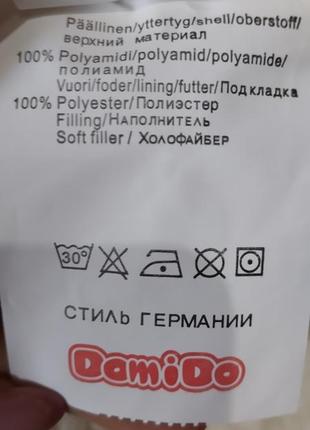 Päällinen/yttertyg/shell/oberstoff/
верхний материал
100% Polyamidi/polyamid/polyamide/
полиамид
Vuori/foder/lining/futter/Подкладка
100% Polyester/Полиэстер
Filling/Наполнитель
Soft filler / Холофайбер
30°
СТИЛЬ ГЕРМАНИИ
DamiDo